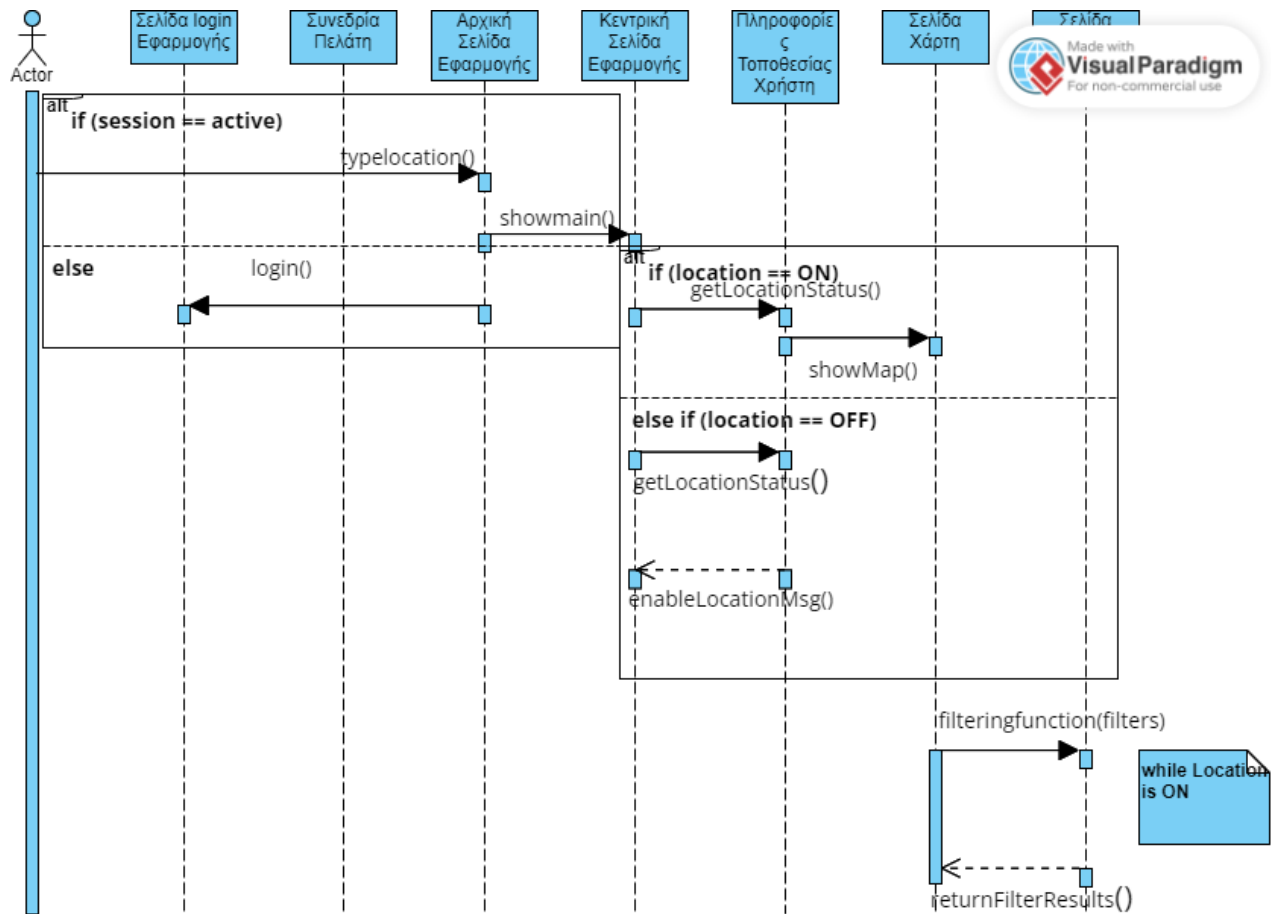 Σελίδα login
Εφαρμογής
Συνεδρία
Πελάτη
Αρχική
Σελίδα
Εφαρμογής
Κεντρική
Σελίδα
Εφαρμογής
Πληροφορίε
ς
Τοποθεσίας
Χρήστη
Σελίδα
Χάρτη
Σελίδα
Made with
VisualParadigm
For non-commercial use
Actor
alt
if (session == active)
typelocation()
showmain()
else
login()
alt
if (location == ON)
getLocationStatus()
showMap()
else if (location == OFF)
getLocationStatus()
enableLocationMsg()
filteringfunction(filters)
while Location
is ON
returnFilterResults()